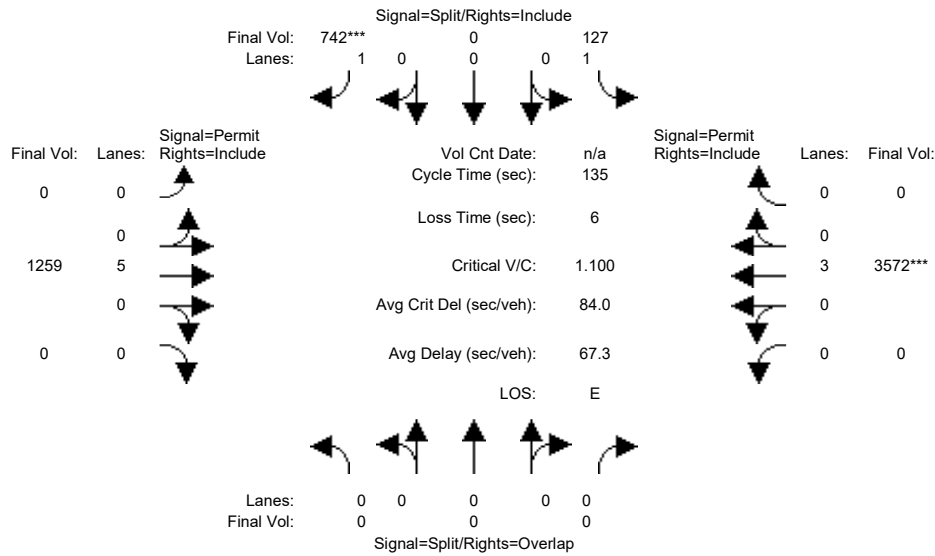 Signal=Split/Rights=Include
Final Vol: 742*** 0 127
Lanes: 1 0 0 0 1
Signal=Permit
Final Vol: Lanes: Rights=Include
Vol Cnt Date: n/a
Signal=Permit
Rights=Include Lanes: Final Vol:
Cycle Time (sec): 135
0 0
0 0
Loss Time (sec): 6
0
0
1259 5
Critical V/C: 1.100
3 3572***
0
Avg Crit Del (sec/veh): 84.0
0
0 0
Avg Delay (sec/veh): 67.3
0 0
LOS: E
Lanes: 0 0 0 0 0
Final Vol: 0 0 0
Signal=Split/Rights=Overlap